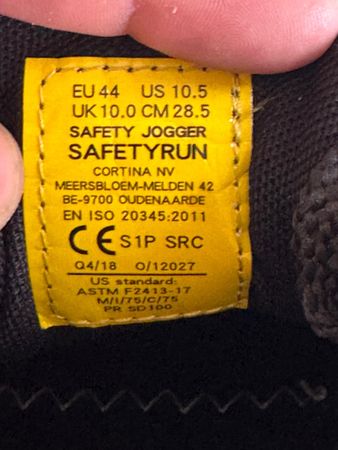 EU 44 US 10.5
UK 10.0 CM 28.5
SAFETY JOGGER
SAFETYRUN
CORTINA NV
MEERSBLOEM-MELDEN 42
BE-9700 OUDENAARDE
EN ISO 20345:2011
CE S1P SRC
Q4/18 O/12027
US standard:
ASTM F2413-17
M/I/75/C/75
PR SD100